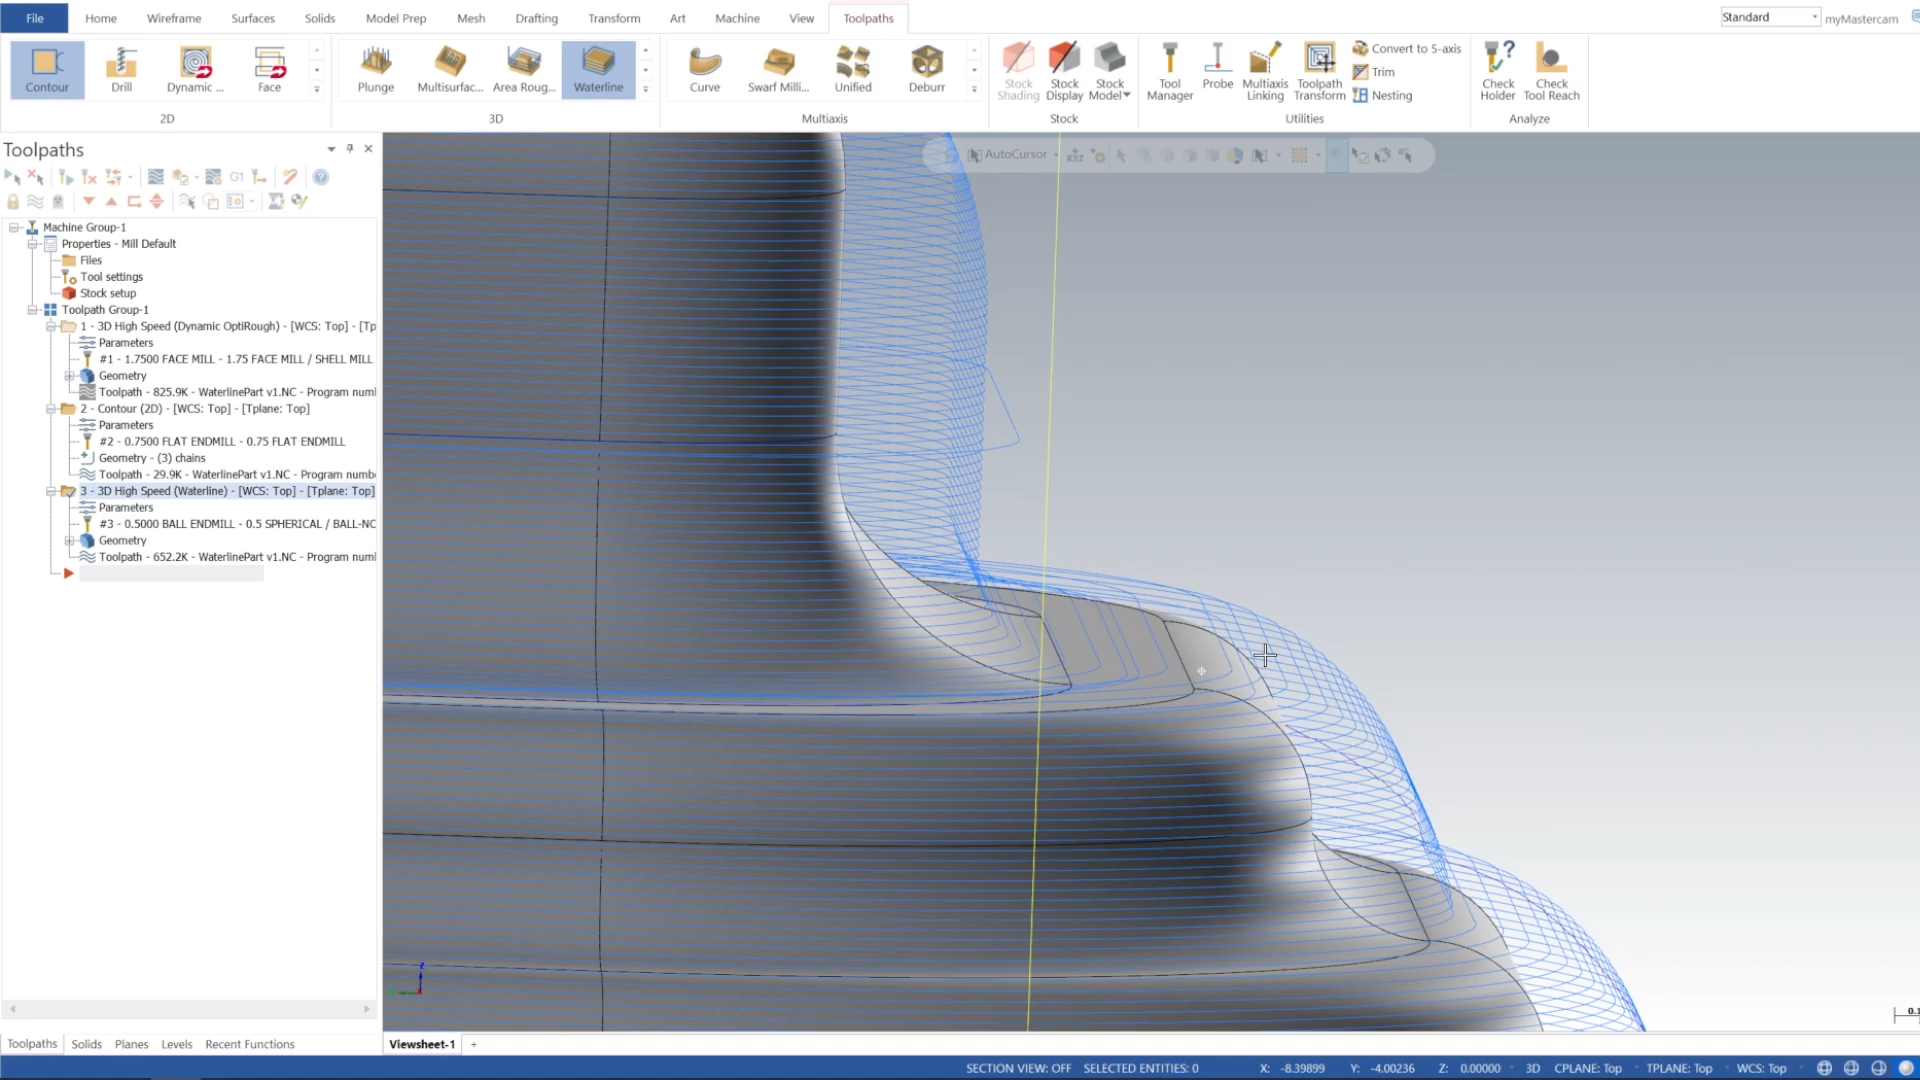 File Home Wireframe Surfaces Solids Model Prep Mesh Drafting Transform Art Machine View Toolpaths Standard myMastercam
Contour Drill Dynamic ... Face Plunge Multisurfac... Area Roug... Waterline Curve Swarf Milli... Unified Deburr Stock Shading Stock Display Stock Model Tool Manager Probe Multiaxis Linking Toolpath Transform Convert to 5-axis Trim Nesting Check Holder Check Tool Reach
2D 3D Multiaxis Stock Utilities Analyze
Toolpaths
AutoCursor
G1
Machine Group-1
Properties - Mill Default
Files
Tool settings
Stock setup
Toolpath Group-1
1 - 3D High Speed (Dynamic OptiRough) - [WCS: Top] - [Tp
Parameters
#1 - 1.7500 FACE MILL - 1.75 FACE MILL / SHELL MILL
Geometry
Toolpath - 825.9K - WaterlinePart v1.NC - Program num
2 - Contour (2D) - [WCS: Top] - [Tplane: Top]
Parameters
#2 - 0.7500 FLAT ENDMILL - 0.75 FLAT ENDMILL
Geometry - (3) chains
Toolpath - 29.9K - WaterlinePart v1.NC - Program numb
3 - 3D High Speed (Waterline) - [WCS: Top] - [Tplane: Top]
Parameters
#3 - 0.5000 BALL ENDMILL - 0.5 SPHERICAL / BALL-NO
Geometry
Toolpath - 652.2K - WaterlinePart v1.NC - Program num
Toolpaths Solids Planes Levels Recent Functions Viewsheet-1 +
SECTION VIEW: OFF SELECTED ENTITIES: 0 X: -8.39899 Y: -4.00236 Z: 0.00000 3D CPLANE: Top TPLANE: Top WCS: Top